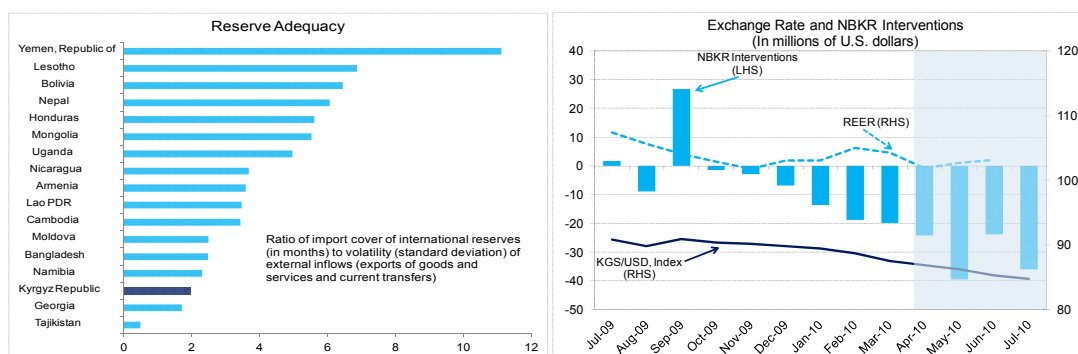 Reserve Adequacy
Yemen, Republic of
Lesotho
Bolivia
Nepal
Honduras
Mongolia
Uganda
Nicaragua
Armenia
Lao PDR
Cambodia
Moldova
Bangladesh
Namibia
Kyrgyz Republic
Georgia
Tajikistan
Ratio of import cover of international reserves
(in months) to volatility (standard deviation) of
external inflows (exports of goods and
services and current transfers)
0 2 4 6 8 10 12
Exchange Rate and NBKR Interventions
(In millions of U.S. dollars)
40
30
20
10
0
-10
-20
-30
-40
-50
NBKR Interventions
(LHS)
REER (RHS)
KGS/USD, Index
(RHS)
120
110
100
90
80
Jul-09 Aug-09 Sep-09 Oct-09 Nov-09 Dec-09 Jan-10 Feb-10 Mar-10 Apr-10 May-10 Jun-10 Jul-10